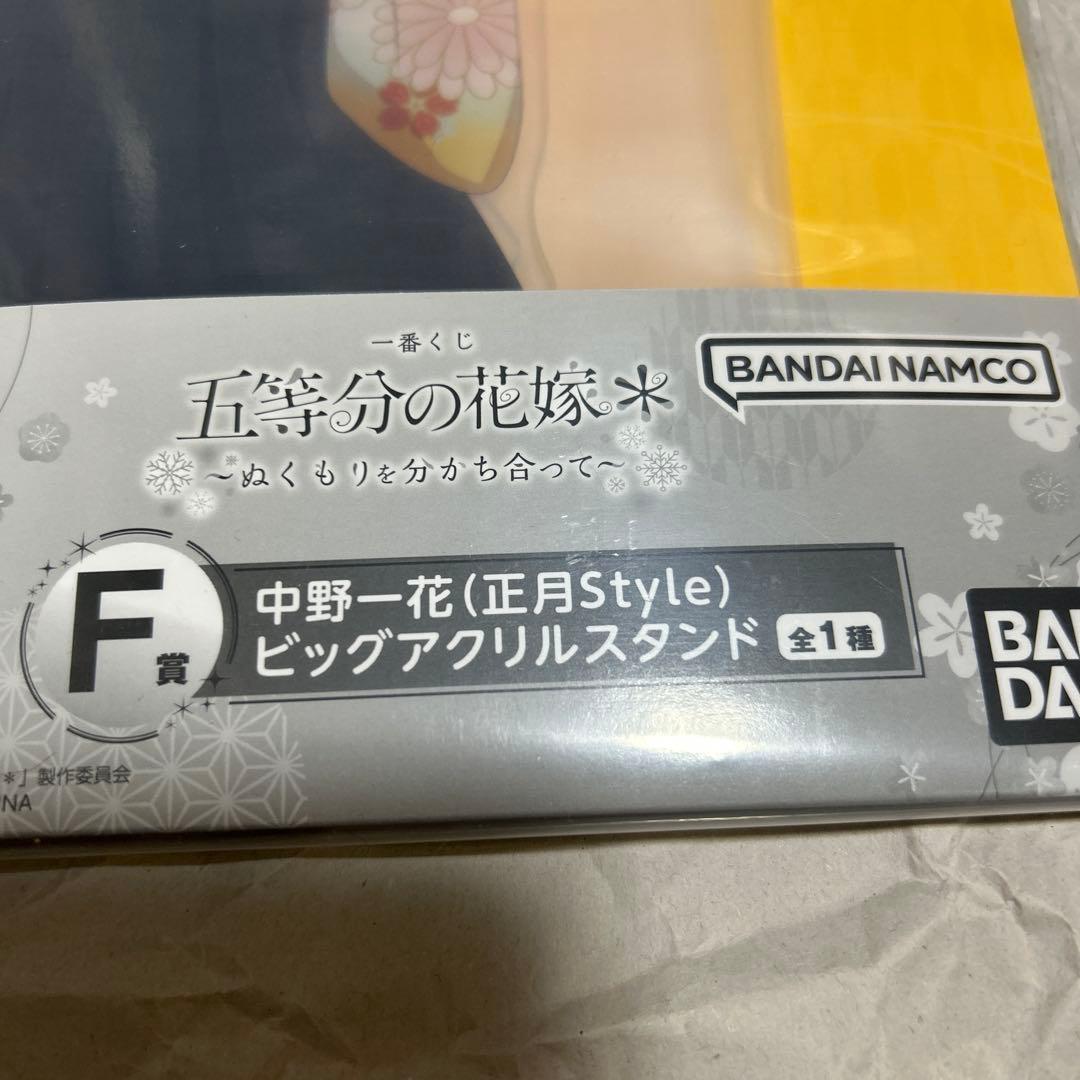 一番くじ
五等分の花嫁＊
～ぬくもりを分かち合って～
BANDAI NAMCO
F賞
中野一花（正月Style）
ビッグアクリルスタンド 全1種
BAN
DA
＊」製作委員会
NA